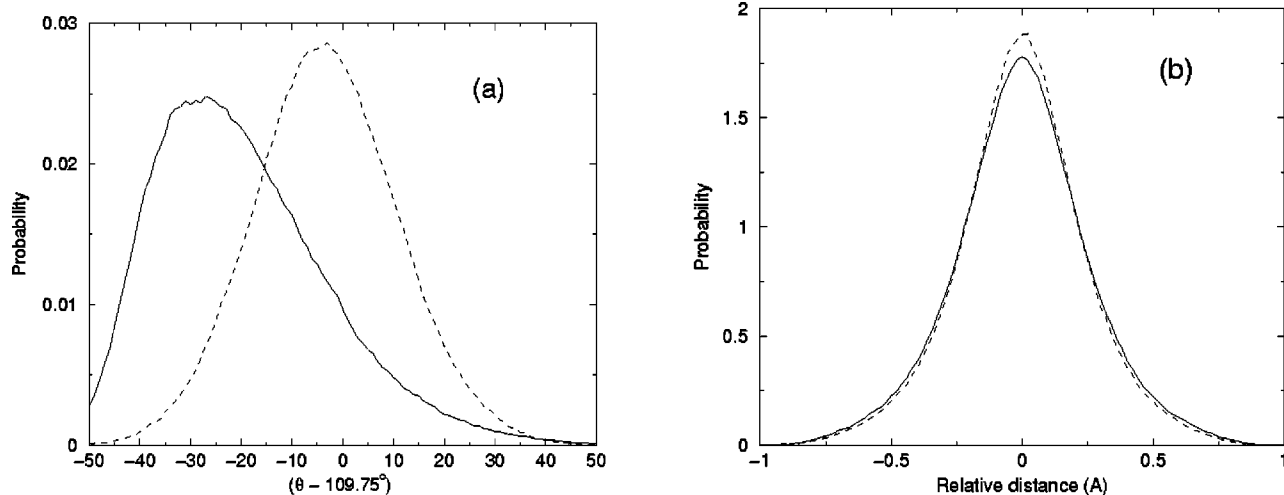 0.03
0.02
0.01
0
Probability
(a)
−50 −40 −30 −20 −10 0 10 20 30 40 50
(θ − 109.75°)
2
1.5
1
0.5
0
Probability
(b)
−1 −0.5 0 0.5 1
Relative distance (A)